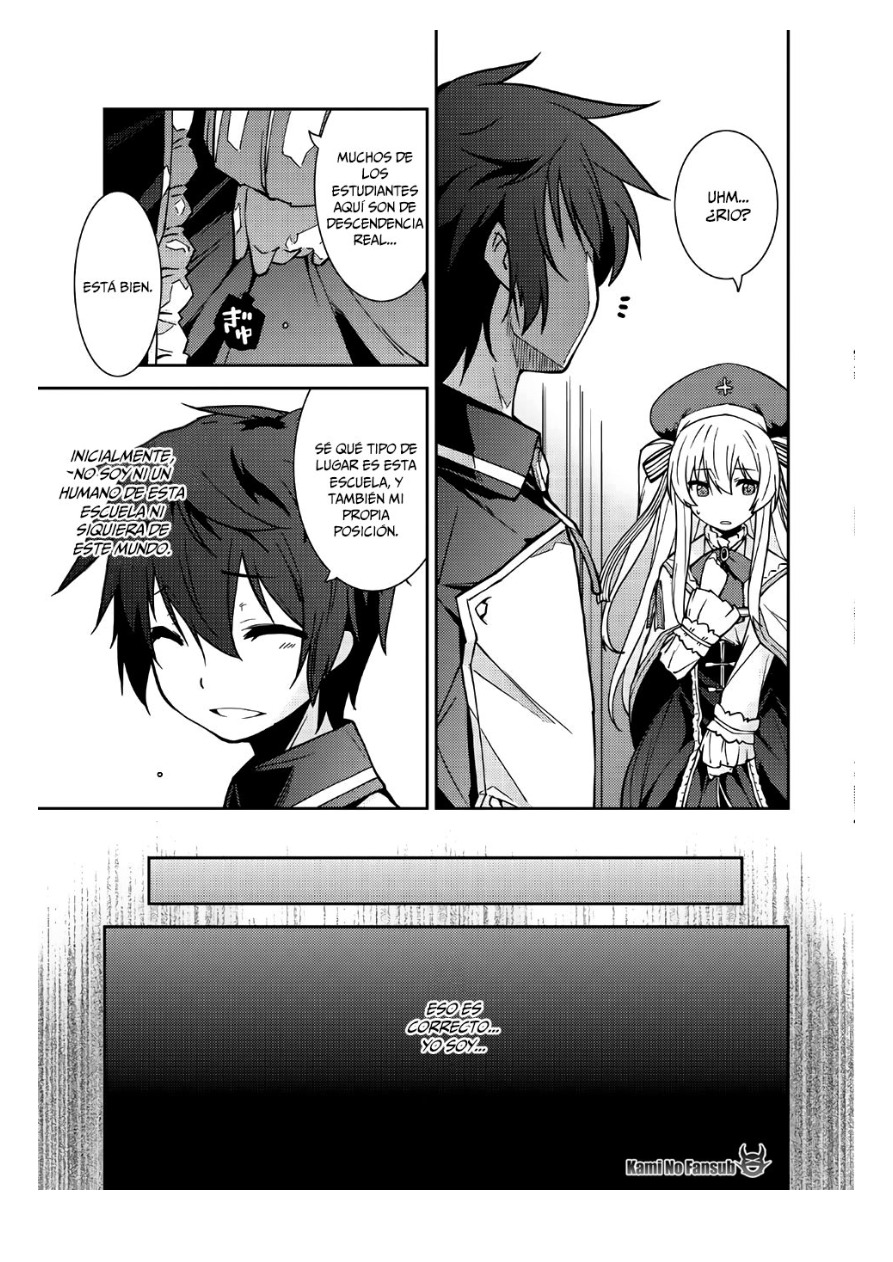 UHM...
¿RIO?
MUCHOS DE
LOS
ESTUDIANTES
AQUÍ SON DE
DESCENDENCIA
REAL...
ESTÁ BIEN.
ぎゅ
SÉ QUÉ TIPO DE
LUGAR ES ESTA
ESCUELA, Y
TAMBIÉN MI
PROPIA
POSICIÓN.
INICIALMENTE,
NO SOY NI UN
HUMANO DE ESTA
ESCUELA NI
SIQUIERA DE
ESTE MUNDO.
ESO ES
CORRECTO...
YO SOY...
Kami No Fansub